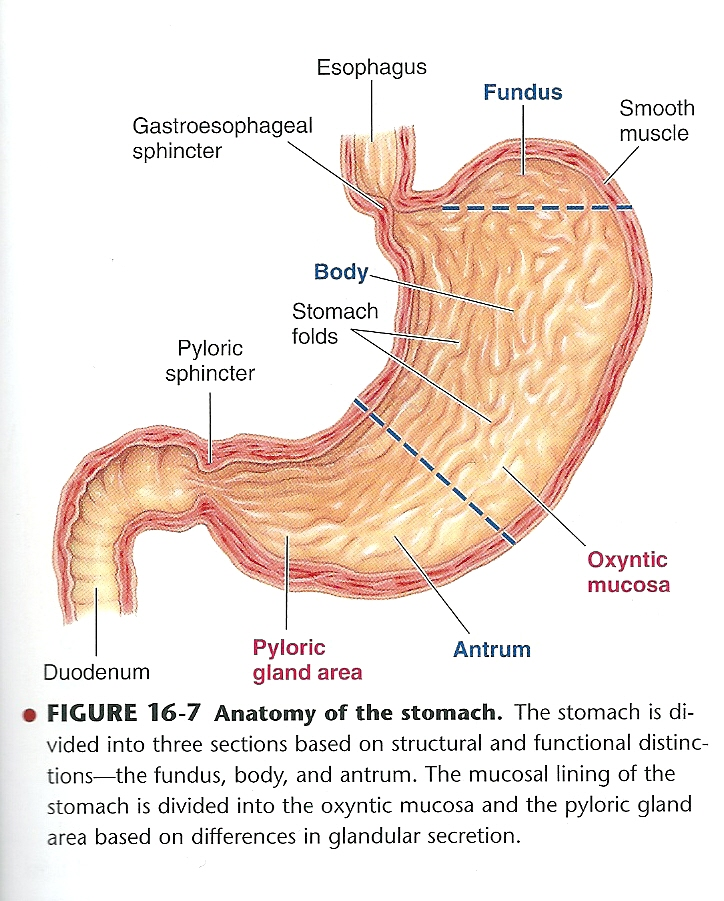 Esophagus
Fundus
Smooth
muscle
Gastroesophageal
sphincter
Body
Stomach
folds
Pyloric
sphincter
Oxyntic
mucosa
Antrum
Pyloric
gland area
Duodenum
• FIGURE 16-7 Anatomy of the stomach. The stomach is di-
vided into three sections based on structural and functional distinc-
tions—the fundus, body, and antrum. The mucosal lining of the
stomach is divided into the oxyntic mucosa and the pyloric gland
area based on differences in glandular secretion.